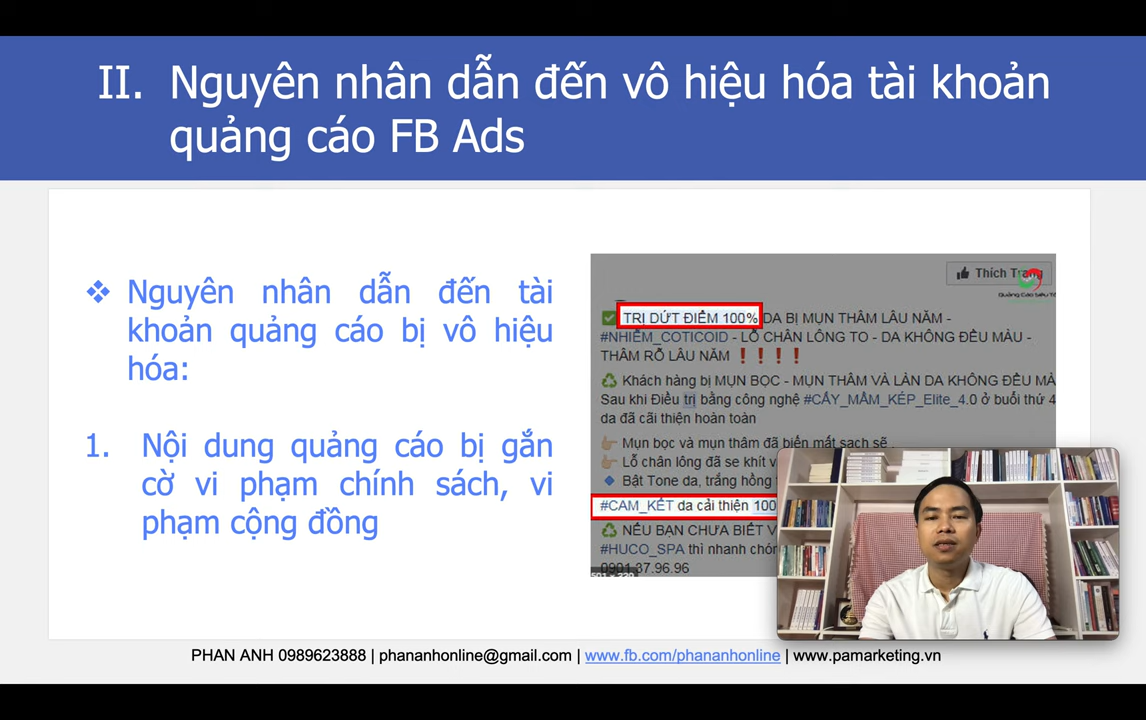 II. Nguyên nhân dẫn đến vô hiệu hóa tài khoản
quảng cáo FB Ads
❖ Nguyên nhân dẫn đến tài
khoản quảng cáo bị vô hiệu
hóa:
1. Nội dung quảng cáo bị gắn
cờ vi phạm chính sách, vi
phạm cộng đồng
Thích Trang
✅ TRỊ DỨT ĐIỂM 100% DA BỊ MỤN THÂM LÂU NĂM -
#NHIỄM_COTICOID - LỖ CHÂN LÔNG TO - DA KHÔNG ĐỀU MÀU -
THÂM RỖ LÂU NĂM ❗❗❗❗
♻ Khách hàng bị MỤN BỌC - MỤN THÂM VÀ LÀN DA KHÔNG ĐỀU MÀ
Sau khi Điều trị bằng công nghệ #CẤY_MẦM_KÉP_Elite_4.0 ở buổi thứ 4
da đã cãi thiện hoàn toàn
👉 Mụn bọc và mụn thâm đã biến mất sạch sẽ .
👉 Lỗ chân lông đã se khít v
🔹 Bật Tone da, trắng hồng
#CAM_KẾT da cải thiện 100
♻ NẾU BẠN CHƯA BIẾT V
#HUCO_SPA thì nhanh chón
0901.37.96.96
PHAN ANH 0989623888 | phananhonline@gmail.com | www.fb.com/phananhonline | www.pamarketing.vn